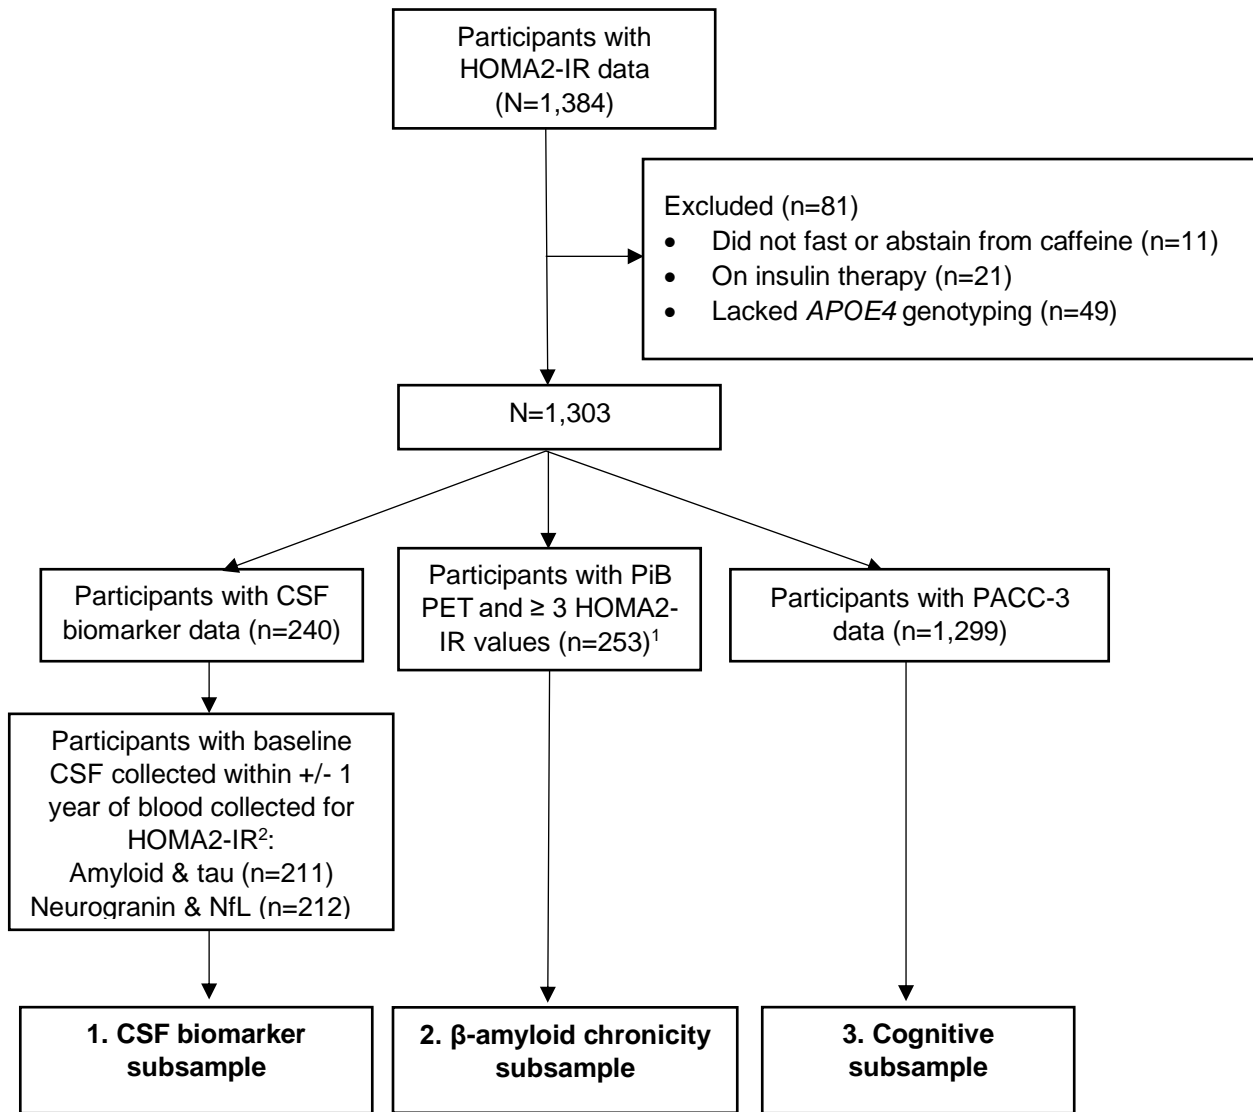 Participants with
HOMA2-IR data
(N=1,384)
Excluded (n=81)
• Did not fast or abstain from caffeine (n=11)
• On insulin therapy (n=21)
• Lacked APOE4 genotyping (n=49)
N=1,303
Participants with CSF
biomarker data (n=240)
Participants with PiB
PET and ≥ 3 HOMA2-
IR values (n=253)¹
Participants with PACC-3
data (n=1,299)
Participants with baseline
CSF collected within +/- 1
year of blood collected for
HOMA2-IR²:
Amyloid & tau (n=211)
Neurogranin & NfL (n=212)
1. CSF biomarker
subsample
2. β-amyloid chronicity
subsample
3. Cognitive
subsample